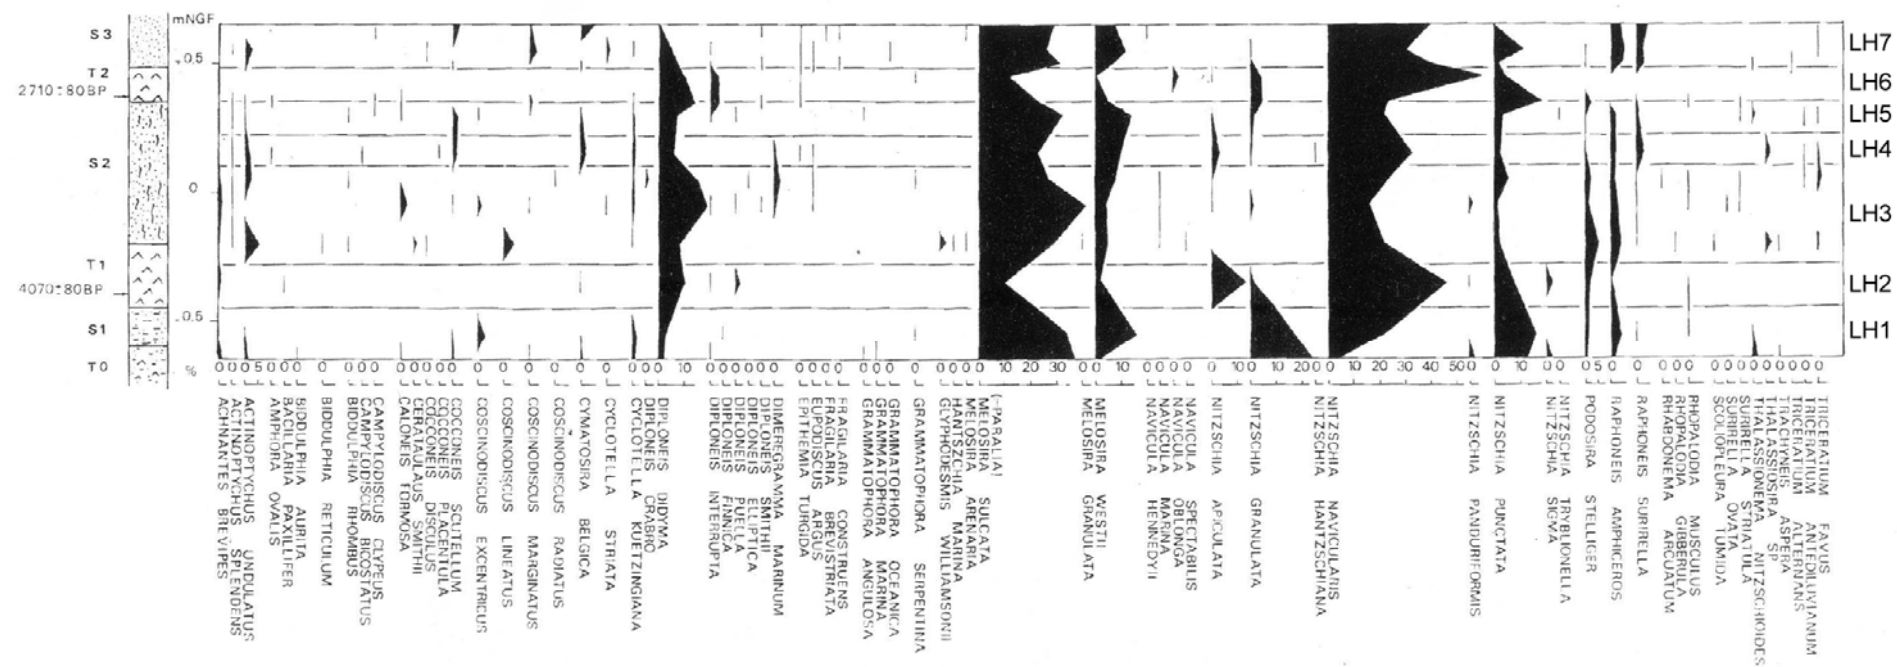 mNGF
S3
T2
2710±80BP
S2
T1
4070±80BP
S1
T0
0.5
0
0.5
%
LH7
LH6
LH5
LH4
LH3
LH2
LH1
ACHNANTES BREVIPES
ACTINOPTYCHUS SPLENDENS
ACTINOPTYCHUS UNDULATUS
AMPHORA OVALIS
BACILLARIA PAXILLIFER
BIDDULPHIA AURITA
BIDDULPHIA RETICULUM
BIDDULPHIA RHOMBUS
CAMPYLODISCUS BICOSTATUS
CAMPYLODISCUS CLYPEUS
CALONEIS FORMOSA
CERATAULAUS SMITHII
COCCONEIS DISCULUS
COCCONEIS PLACENTULA
COCCONEIS SCUTELLUM
COSCINODISCUS EXCENTRICUS
COSCINODISCUS LINEATUS
COSCINODISCUS MARGINATUS
COSCINODISCUS RADIATUS
CYMATOSIRA BELGICA
CYCLOTELLA STRIATA
CYCLOTELLA KUETZINGIANA
DIPLONEIS CRABRO
DIPLONEIS DIDYMA
DIPLONEIS INTERRUPTA
DIPLONEIS FINNICA
DIPLONEIS PUELLA
DIPLONEIS ELLIPTICA
DIPLONEIS SMITHII
DIMEREGRAMMA MARINUM
EPITHEMIA TURGIDA
EUPODISCUS ARGUS
FRAGILARIA BREVISTRIATA
FRAGILARIA CONSTRUENS
GRAMMATOPHORA ANGULOSA
GRAMMATOPHORA MARINA
GRAMMATOPHORA OCEANICA
GRAMMATOPHORA SERPENTINA
GLYPHODESMIS WILLIAMSONII
HANTSZCHIA MARINA
MELOSIRA ARENARIA
MELOSIRA SULCATA
(=PARALIA)
MELOSIRA GRANULATA
MELOSIRA WESTII
NAVICULA HENNEDYII
NAVICULA MARINA
NAVICULA OBLONGA
NAVICULA SPECTABILIS
NITZSCHIA APICULATA
NITZSCHIA GRANULATA
NITZSCHIA HANTZSCHIANA
NITZSCHIA NAVICULARIS
NITZSCHIA PANDURIFORMIS
NITZSCHIA PUNCTATA
NITZSCHIA SIGMA
NITZSCHIA TRYBLIONELLA
PODOSIRA STELLIGER
RAPHONEIS AMPHICEROS
RAPHONEIS SURIRELLA
RHABDONEMA ARCUATUM
RHOPALODIA GIBBERULA
RHOPALODIA MUSCULUS
SCOLIOPLEURA TUMIDA
SURIRELLA OVATA
SURIRELLA STRIATULA
THALASSIONEMA NITZSCHIOIDES
THALASSIOSIRA SP
TRACHYNEIS ASPERA
TRICERATIUM ALTERNANS
TRICERATIUM ANTEDILUVIANUM
TRICERATIUM FAVUS